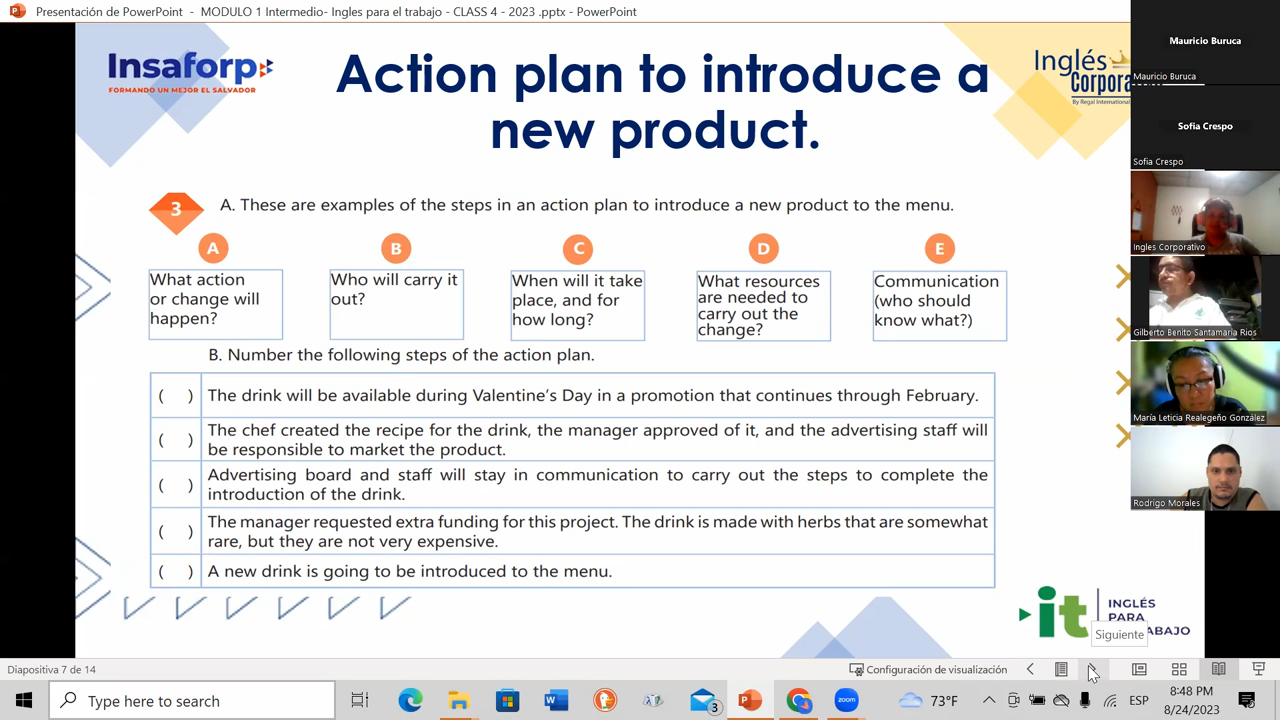 Presentación de PowerPoint - MODULO 1 Intermedio- Ingles para el trabajo - CLASS 4 - 2023 .pptx - PowerPoint
Insaforp
FORMANDO UN MEJOR EL SALVADOR
Action plan to introduce a
new product.
Inglés
Corporat
By Regal International
3
A. These are examples of the steps in an action plan to introduce a new product to the menu.
A
B
C
D
E
What action
or change will
happen?
Who will carry it
out?
When will it take
place, and for
how long?
What resources
are needed to
carry out the
change?
Communication
(who should
know what?)
B. Number the following steps of the action plan.
( ) The drink will be available during Valentine's Day in a promotion that continues through February.
( ) The chef created the recipe for the drink, the manager approved of it, and the advertising staff will
be responsible to market the product.
( ) Advertising board and staff will stay in communication to carry out the steps to complete the
introduction of the drink.
( ) The manager requested extra funding for this project. The drink is made with herbs that are somewhat
rare, but they are not very expensive.
( ) A new drink is going to be introduced to the menu.
it
INGLÉS
PARA
ABAJO
Siguiente
Mauricio Buruca
Mauricio Buruca
Sofia Crespo
Sofia Crespo
Ingles Corporativo
Gilberto Benito Santamaria Rios
María Leticia Realegeño González
Rodrigo Morales
Diapositiva 7 de 14
Configuración de visualización
Type here to search
3
73°F
ESP
8:48 PM
8/24/2023